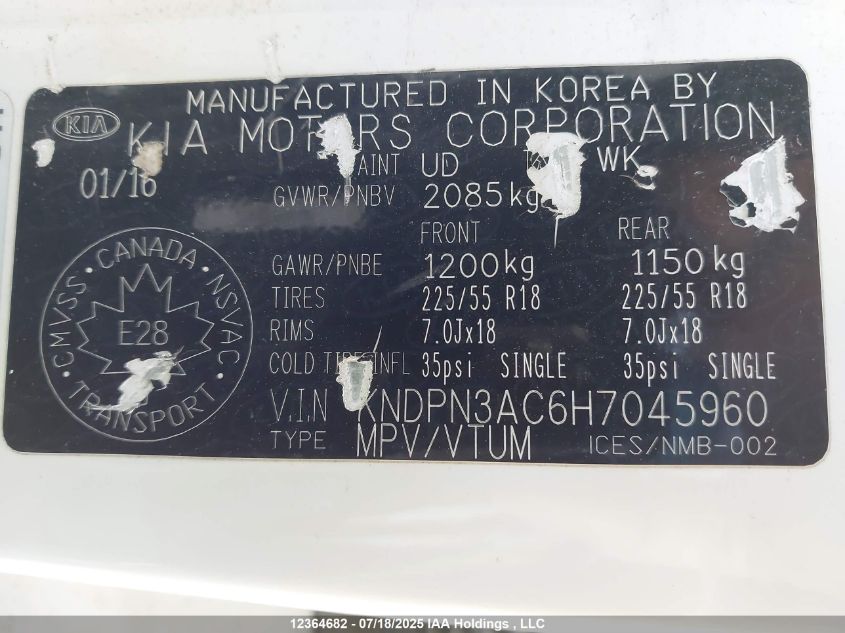 MANUFACTURED IN KOREA BY
KIA KIA MOTORS CORPORATION
01/16 PAINT UD WK
GVWR/PNBV 2085kg
FRONT REAR
GAWR/PNBE 1200kg 1150kg
TIRES 225/55 R18 225/55 R18
RIMS 7.0Jx18 7.0Jx18
COLD TIRE INFL 35psi SINGLE 35psi SINGLE
V.I.N KNDPN3AC6H7045960
TYPE MPV/VTUM ICES/NMB-002
CANADA
CMVSS NSVAC
E28
TRANSPORT
12364682 - 07/18/2025 IAA Holdings , LLC